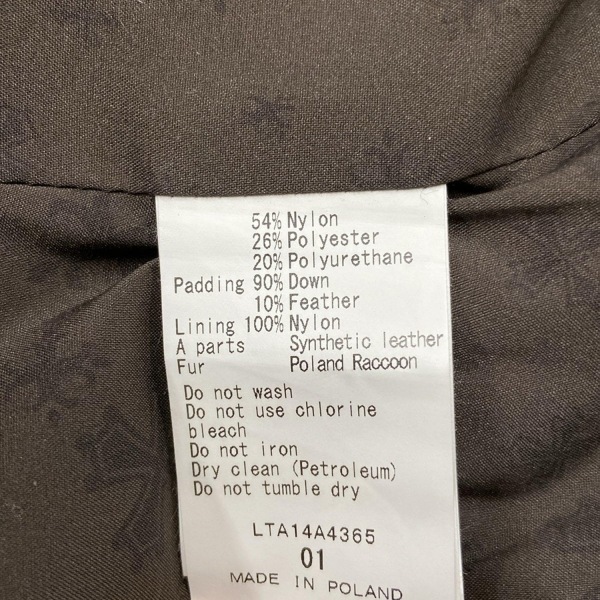 54% Nylon
26% Polyester
20% Polyurethane
Padding 90% Down
10% Feather
Lining 100% Nylon
A parts Synthetic leather
Fur Poland Raccoon
Do not wash
Do not use chlorine
bleach
Do not iron
Dry clean (Petroleum)
Do not tumble dry
LTA14A4365
01
MADE IN POLAND